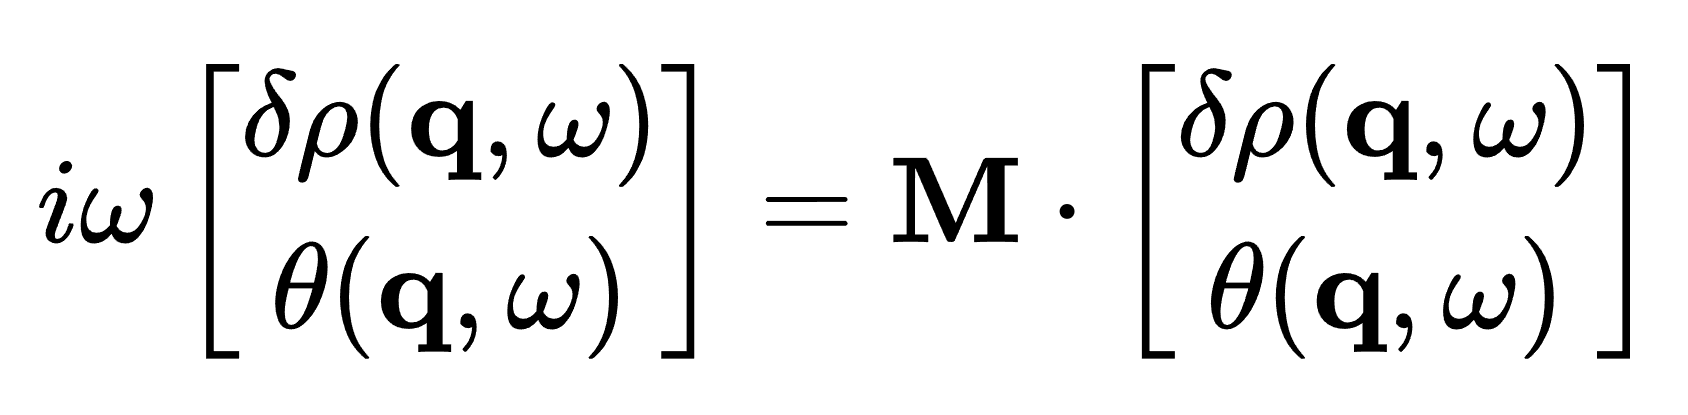 iω [δρ(q, ω) θ(q, ω)] = M · [δρ(q, ω) θ(q, ω)]